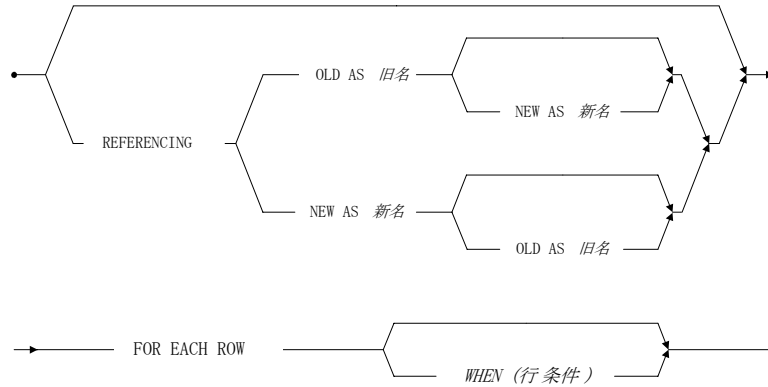 OLD AS 旧名
NEW AS 新名
REFERENCING
NEW AS 新名
OLD AS 旧名
FOR EACH ROW
WHEN (行条件)